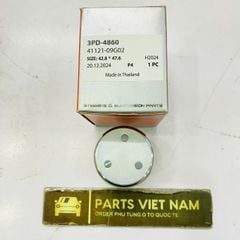 3PD-4860
41121-09G02
SIZE: 42.8 * 47.6
H2024
20.12.2024
P4
1 PC
Made in Thailand
STEERING & SUSPENSION PARTS
PARTS VIET NAM
ORDER PHỤ TÙNG Ô TÔ QUỐC TẾ